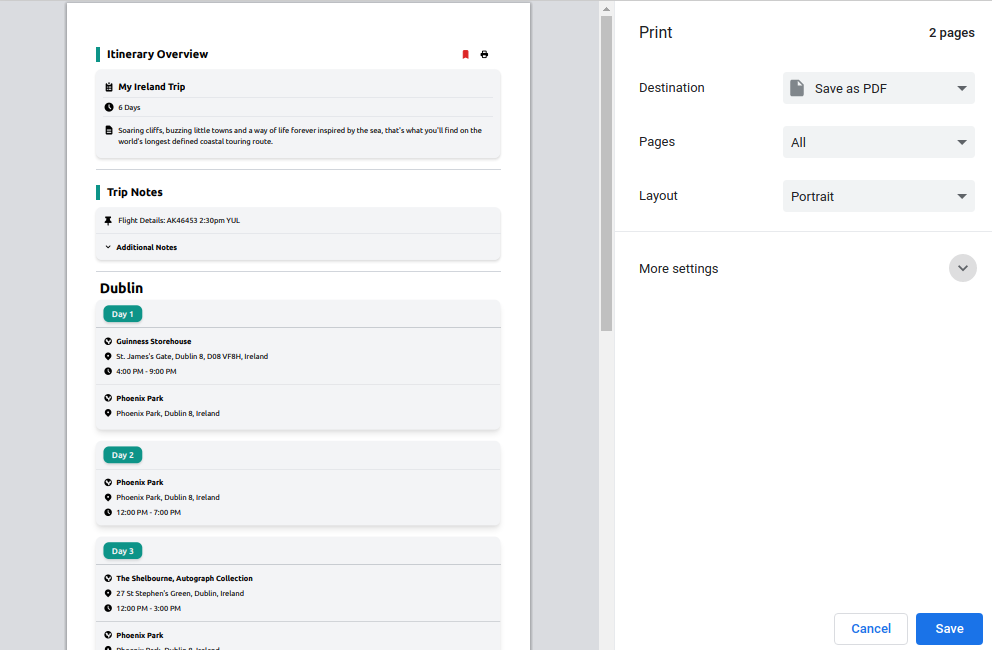 Itinerary Overview
My Ireland Trip
6 Days
Soaring cliffs, buzzing little towns and a way of life forever inspired by the sea, that's what you'll find on the
world's longest defined coastal touring route.
Trip Notes
Flight Details: AK46453 2:30pm YUL
Additional Notes
Dublin
Day 1
Guinness Storehouse
St. James's Gate, Dublin 8, D08 VF8H, Ireland
4:00 PM - 9:00 PM
Phoenix Park
Phoenix Park, Dublin 8, Ireland
Day 2
Phoenix Park
Phoenix Park, Dublin 8, Ireland
12:00 PM - 7:00 PM
Day 3
The Shelbourne, Autograph Collection
27 St Stephen's Green, Dublin, Ireland
12:00 PM - 3:00 PM
Phoenix Park
Phoenix Park, Dublin 8, Ireland
Print
2 pages
Destination
Save as PDF
Pages
All
Layout
Portrait
More settings
Cancel
Save